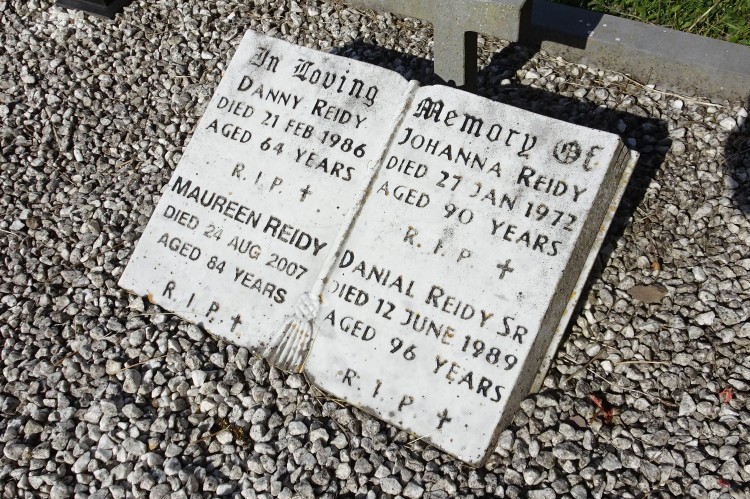 In Loving
DANNY REIDY
DIED 21 FEB 1986
AGED 64 YEARS
R. I. P. ✝
MAUREEN REIDY
DIED 24 AUG 2007
AGED 84 YEARS
R. I. P ✝
Memory Of
JOHANNA REIDY
DIED 27 JAN 1972
AGED 90 YEARS
R. I. P ✝
DANIAL REIDY SR
DIED 12 JUNE 1989
AGED 96 YEARS
R. I. P. ✝